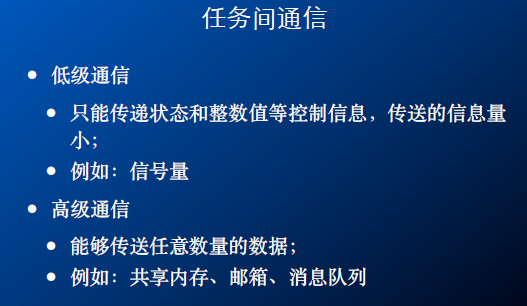 任务间通信
● 低级通信
● 只能传递状态和整数值等控制信息，传送的信息量
小；
● 例如：信号量
● 高级通信
● 能够传送任意数量的数据；
● 例如：共享内存、邮箱、消息队列